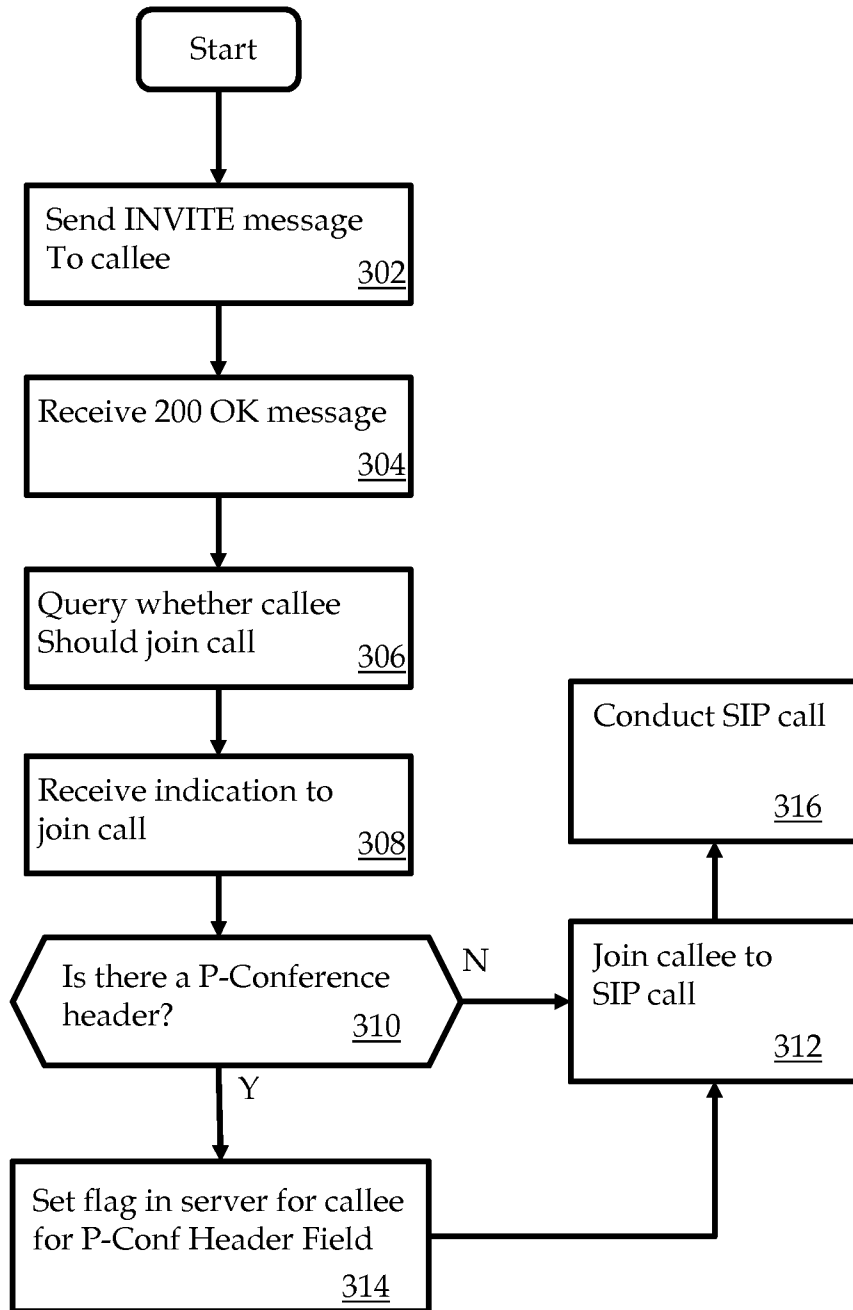 Start
Send INVITE message
To callee
302
Receive 200 OK message
304
Query whether callee
Should join call
306
Receive indication to
join call
308
Is there a P-Conference
header?
310
N
Y
Set flag in server for callee
for P-Conf Header Field
314
Join callee to
SIP call
312
Conduct SIP call
316